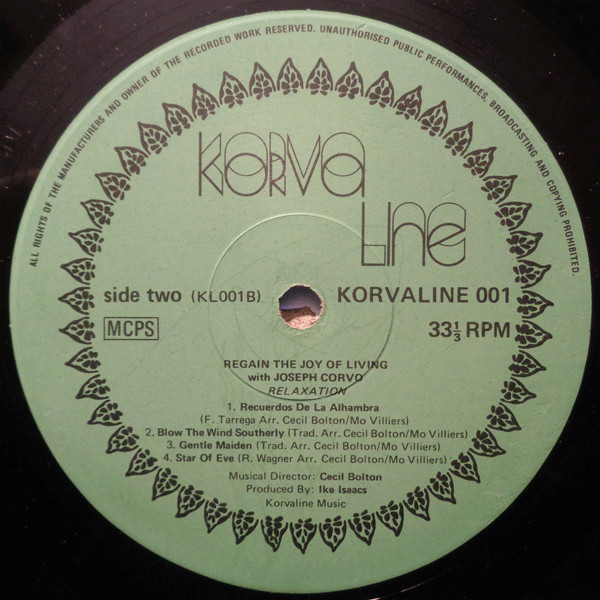 ALL RIGHTS OF THE MANUFACTURERS AND OWNER OF THE RECORDED WORK RESERVED. UNAUTHORISED PUBLIC PERFORMANCES, BROADCASTING AND COPYING PROHIBITED.
KORVA
LINE
side two (KL001B)
KORVALINE 001
MCPS
33⅓ RPM
REGAIN THE JOY OF LIVING
with JOSEPH CORVO
RELAXATION
1. Recuerdos De La Alhambra
(F. Tarrega Arr. Cecil Bolton/Mo Villiers)
2. Blow The Wind Southerly (Trad. Arr. Cecil Bolton/Mo Villiers)
3. Gentle Maiden (Trad. Arr. Cecil Bolton/Mo Villiers)
4. Star Of Eve (R. Wagner Arr. Cecil Bolton/Mo Villiers)
Musical Director: Cecil Bolton
Produced By: Ike Isaacs
Korvaline Music